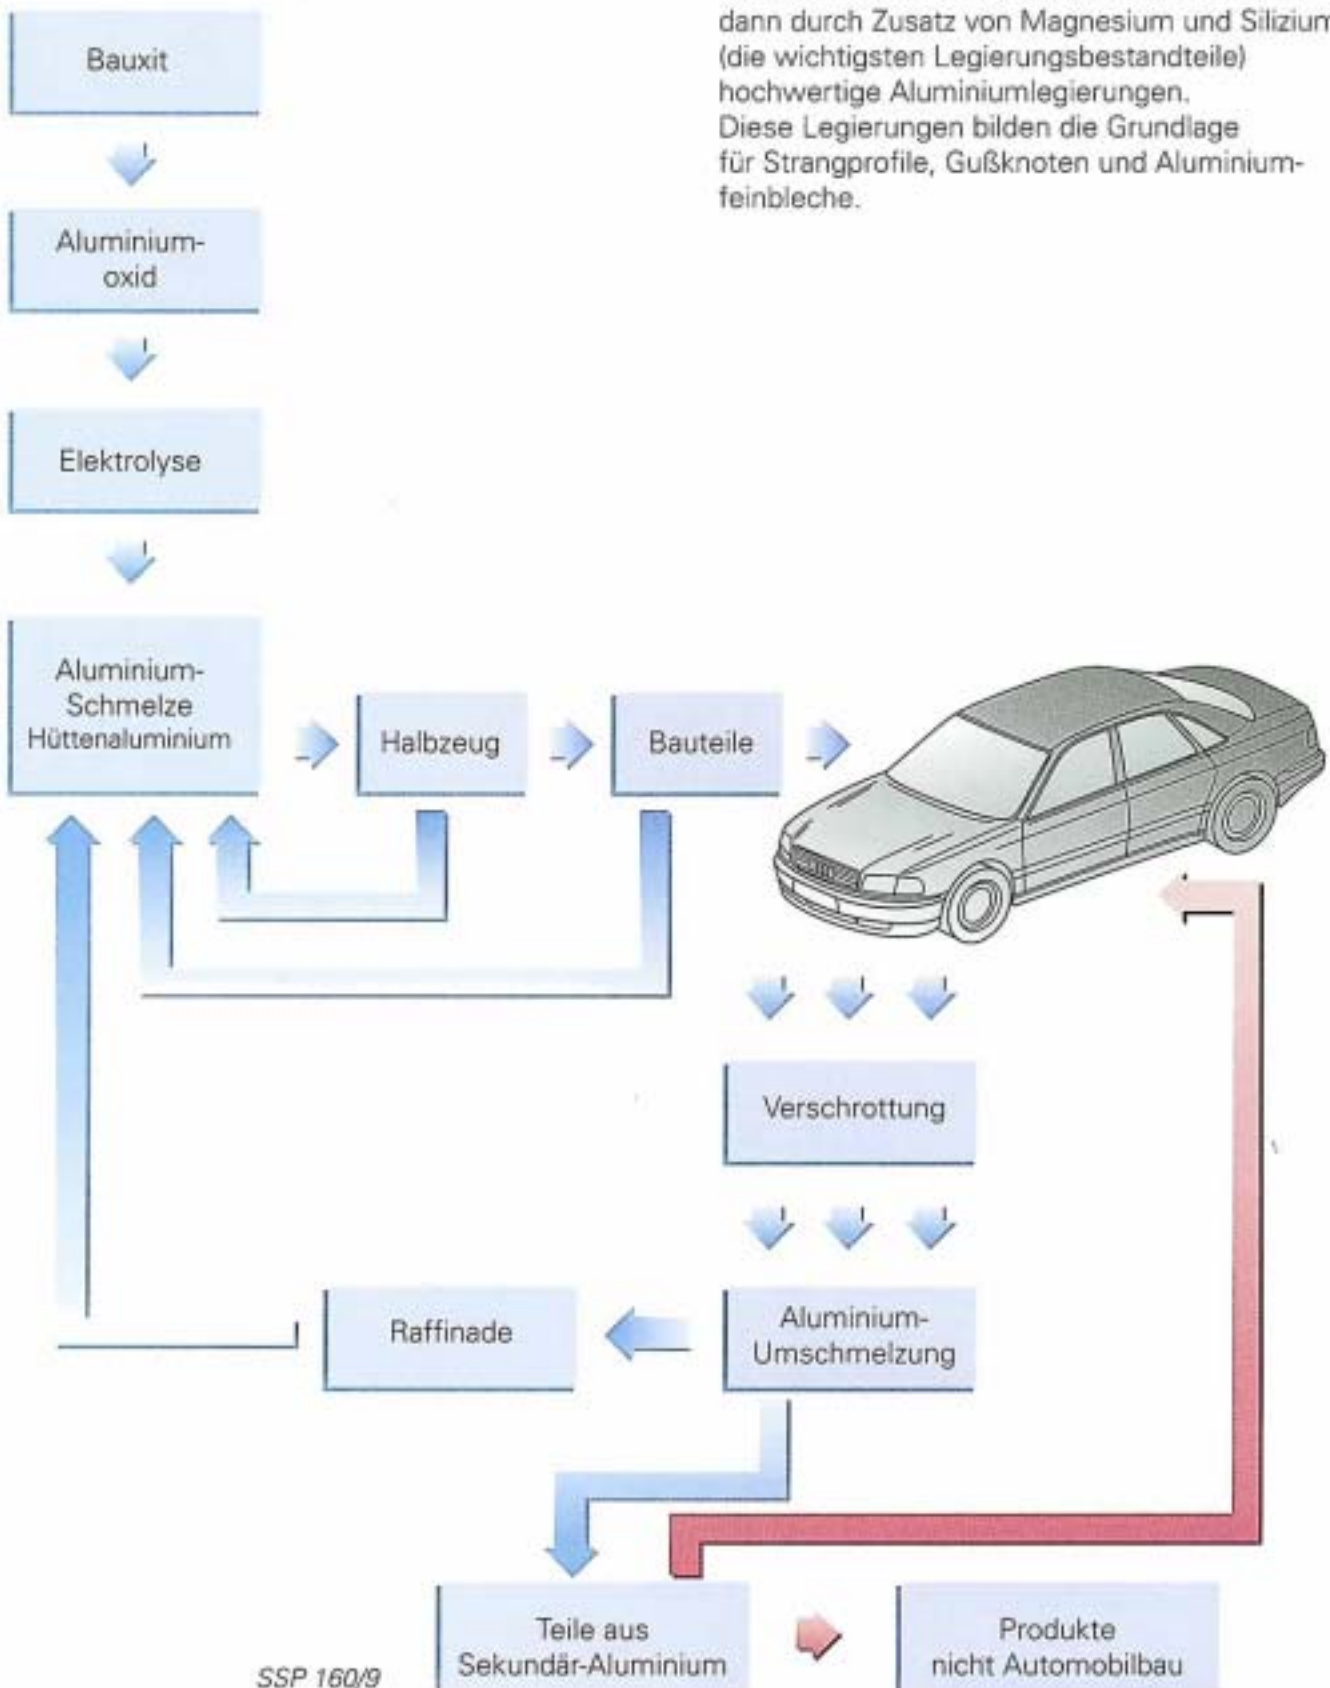 dann durch Zusatz von Magnesium und Silizium
(die wichtigsten Legierungsbestandteile)
hochwertige Aluminiumlegierungen.
Diese Legierungen bilden die Grundlage
für Strangprofile, Gußknoten und Aluminium-
feinbleche.
Bauxit
Aluminium-
oxid
Elektrolyse
Aluminium-
Schmelze
Hüttenaluminium
Halbzeug
Bauteile
Verschrottung
Aluminium-
Umschmelzung
Raffinade
Teile aus
Sekundär-Aluminium
Produkte
nicht Automobilbau
SSP 160/9